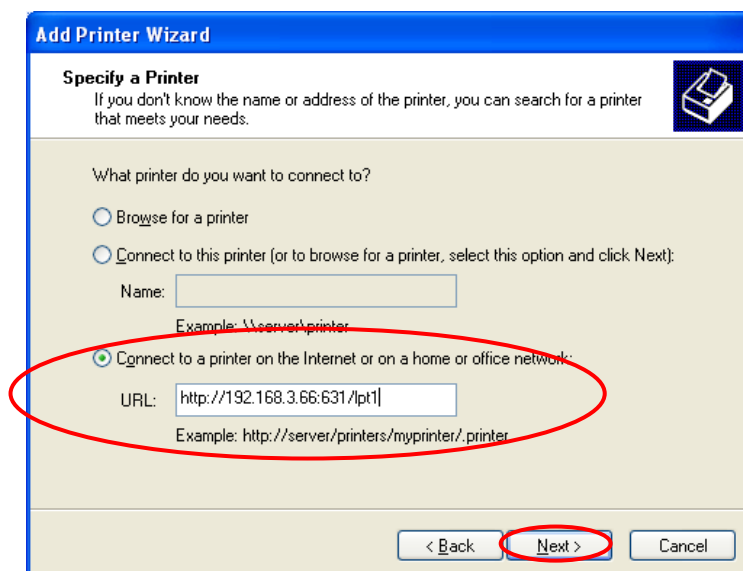 Add Printer Wizard
Specify a Printer
If you don't know the name or address of the printer, you can search for a printer
that meets your needs.
What printer do you want to connect to?
Browse for a printer
Connect to this printer (or to browse for a printer, select this option and click Next):
Name:
Example: \\server\printer
Connect to a printer on the Internet or on a home or office network:
URL: http://192.168.3.66:631/lpt1
Example: http://server/printers/myprinter/.printer
< Back Next > Cancel